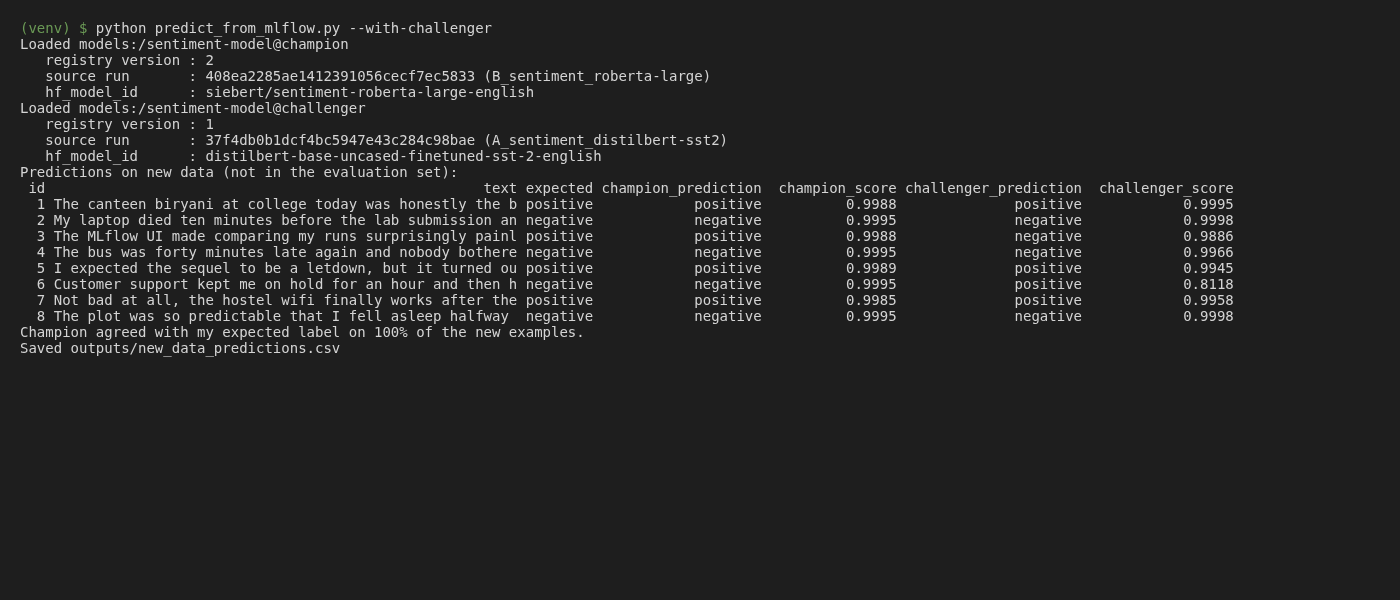 (venv) $ python predict_from_mlflow.py --with-challenger
Loaded models:/sentiment-model@champion
   registry version : 2
   source run       : 408ea2285ae1412391056cecf7ec5833 (B_sentiment_roberta-large)
   hf_model_id      : siebert/sentiment-roberta-large-english
Loaded models:/sentiment-model@challenger
   registry version : 1
   source run       : 37f4db0b1dcf4bc5947e43c284c98bae (A_sentiment_distilbert-sst2)
   hf_model_id      : distilbert-base-uncased-finetuned-sst-2-english
Predictions on new data (not in the evaluation set):
 id                                                    text expected champion_prediction  champion_score challenger_prediction  challenger_score
  1 The canteen biryani at college today was honestly the b positive            positive          0.9988              positive            0.9995
  2 My laptop died ten minutes before the lab submission an negative            negative          0.9995              negative            0.9998
  3 The MLflow UI made comparing my runs surprisingly painl positive            positive          0.9988              negative            0.9886
  4 The bus was forty minutes late again and nobody bothere negative            negative          0.9995              negative            0.9966
  5 I expected the sequel to be a letdown, but it turned ou positive            positive          0.9989              positive            0.9945
  6 Customer support kept me on hold for an hour and then h negative            negative          0.9995              positive            0.8118
  7 Not bad at all, the hostel wifi finally works after the positive            positive          0.9985              positive            0.9958
  8 The plot was so predictable that I fell asleep halfway  negative            negative          0.9995              negative            0.9998
Champion agreed with my expected label on 100% of the new examples.
Saved outputs/new_data_predictions.csv